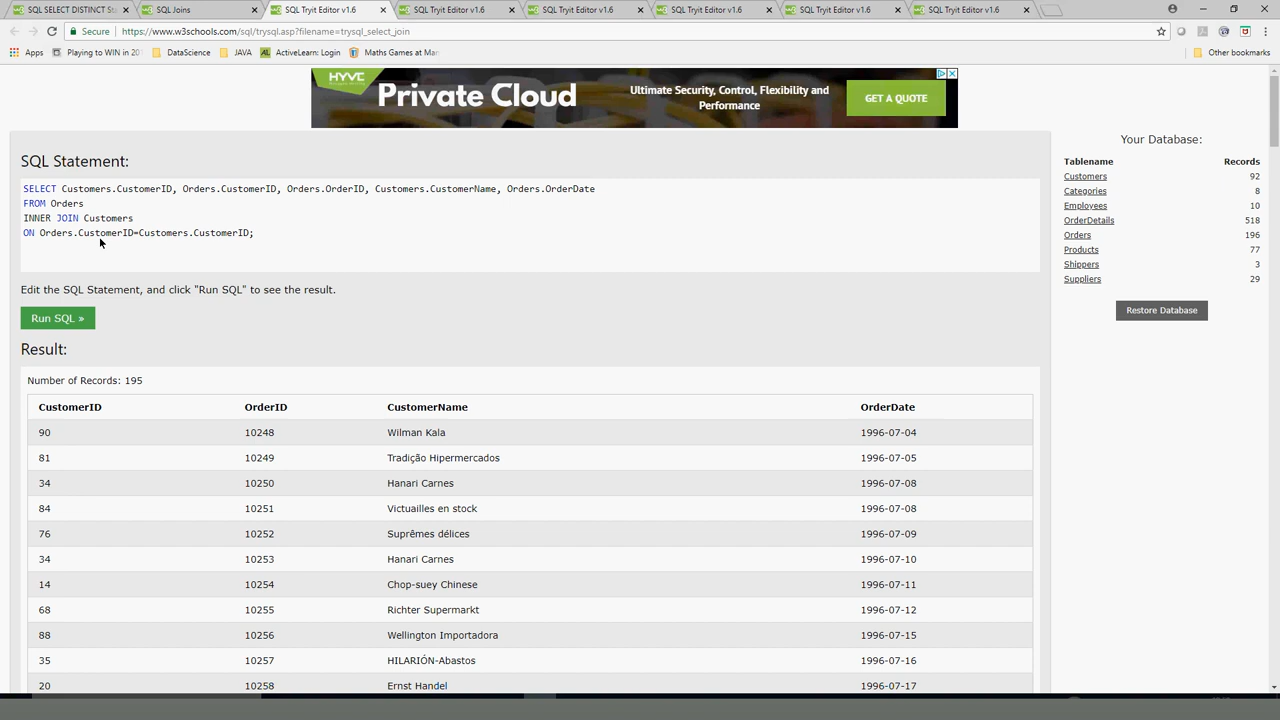 SQL SELECT DISTINCT St
SQL Joins
SQL Tryit Editor v1.6
SQL Tryit Editor v1.6
SQL Tryit Editor v1.6
SQL Tryit Editor v1.6
SQL Tryit Editor v1.6
SQL Tryit Editor v1.6
Secure https://www.w3schools.com/sql/trysql.asp?filename=trysql_select_join
Apps Playing to WIN in 20 DataScience JAVA ActiveLearn: Login Maths Games at Mar Other bookmarks
HYVE
Private Cloud
Ultimate Security, Control, Flexibility and
Performance
GET A QUOTE
SQL Statement:
SELECT Customers.CustomerID, Orders.CustomerID, Orders.OrderID, Customers.CustomerName, Orders.OrderDate
FROM Orders
INNER JOIN Customers
ON Orders.CustomerID=Customers.CustomerID;
Edit the SQL Statement, and click "Run SQL" to see the result.
Run SQL »
Result:
Number of Records: 195
CustomerID OrderID CustomerName OrderDate
90 10248 Wilman Kala 1996-07-04
81 10249 Tradição Hipermercados 1996-07-05
34 10250 Hanari Carnes 1996-07-08
84 10251 Victuailles en stock 1996-07-08
76 10252 Suprêmes délices 1996-07-09
34 10253 Hanari Carnes 1996-07-10
14 10254 Chop-suey Chinese 1996-07-11
68 10255 Richter Supermarkt 1996-07-12
88 10256 Wellington Importadora 1996-07-15
35 10257 HILARIÓN-Abastos 1996-07-16
20 10258 Ernst Handel 1996-07-17
Your Database:
Tablename Records
Customers 92
Categories 8
Employees 10
OrderDetails 518
Orders 196
Products 77
Shippers 3
Suppliers 29
Restore Database